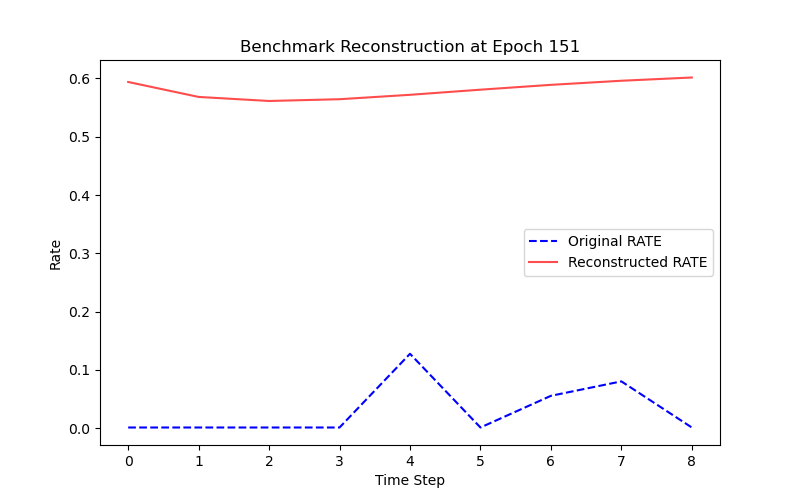 Benchmark Reconstruction at Epoch 151
Rate
0.6
0.5
0.4
0.3
0.2
0.1
0.0
Original RATE
Reconstructed RATE
0 1 2 3 4 5 6 7 8
Time Step